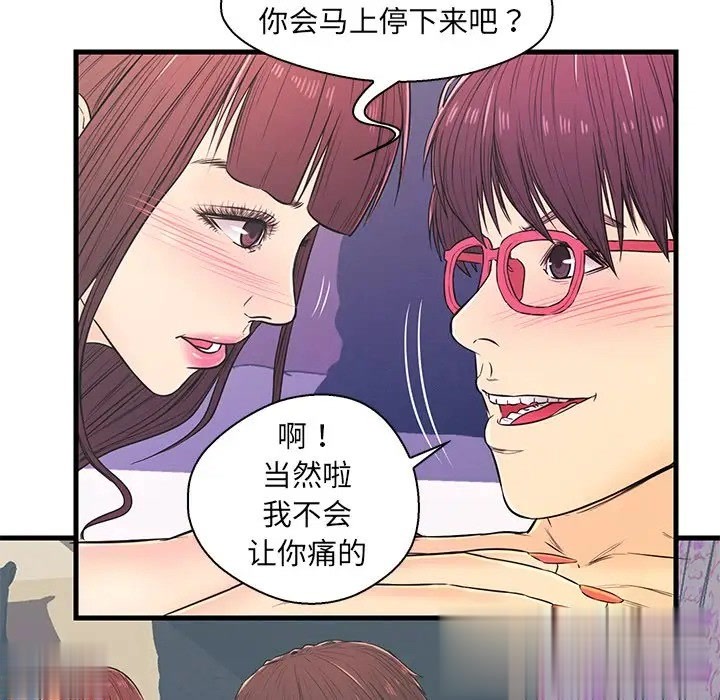 你会马上停下来吧？
啊！
当然啦
我不会
让你痛的